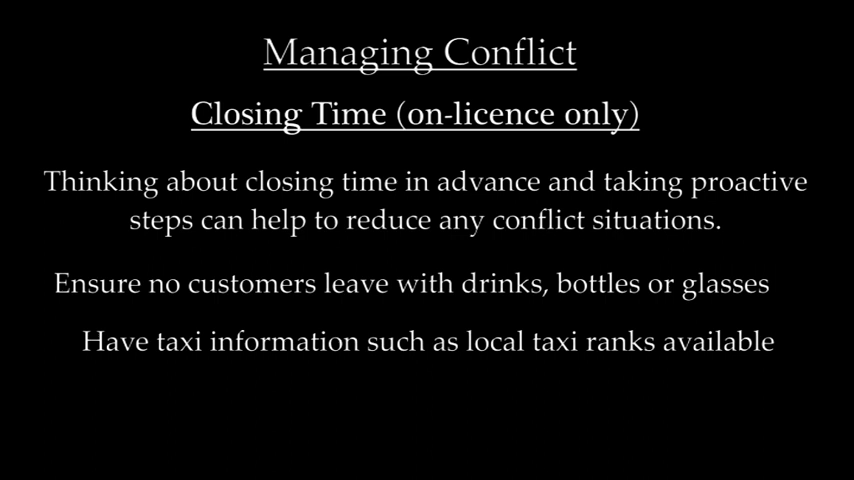 Managing Conflict
Closing Time (on-licence only)
Thinking about closing time in advance and taking proactive
steps can help to reduce any conflict situations.
Ensure no customers leave with drinks, bottles or glasses
Have taxi information such as local taxi ranks available